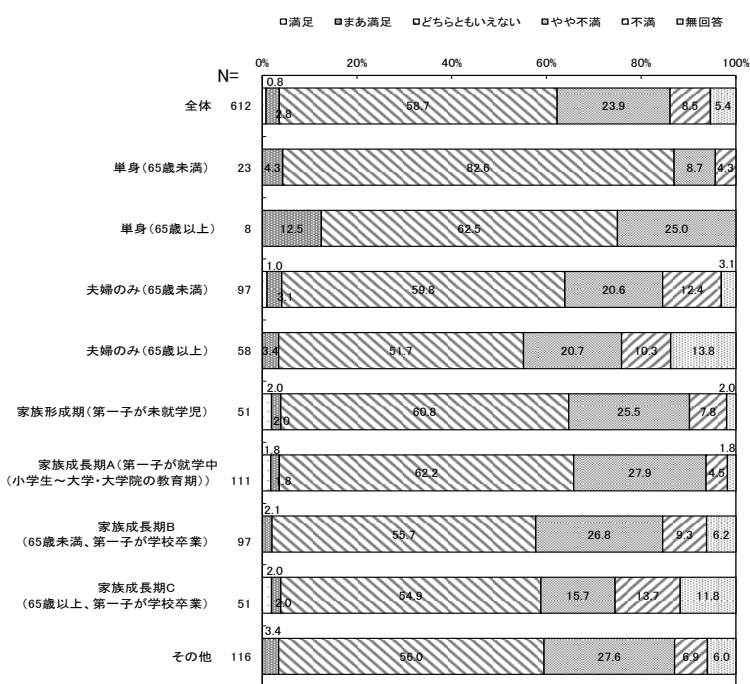 満足 まあ満足 どちらともいえない やや不満 不満 無回答
0% 20% 40% 60% 80% 100%
N=
0.8
全体 612 2.8 58.7 23.9 8.5 5.4
単身(65歳未満) 23 4.3 82.6 8.7 4.3
単身(65歳以上) 8 12.5 62.5 25.0
1.0 3.1
夫婦のみ(65歳未満) 97 3.1 59.8 20.6 12.4
夫婦のみ(65歳以上) 58 3.4 51.7 20.7 10.3 13.8
2.0 2.0
家族形成期(第一子が未就学児) 51 2.0 60.8 25.5 7.8
1.8 1.8
家族成長期A(第一子が就学中
(小学生~大学・大学院の教育期)) 111 1.8 62.2 27.9 4.5
2.1
家族成長期B
(65歳未満、第一子が学校卒業) 97 55.7 26.8 9.3 6.2
2.0
家族成長期C
(65歳以上、第一子が学校卒業) 51 2.0 54.9 15.7 13.7 11.8
3.4
その他 116 56.0 27.6 6.9 6.0